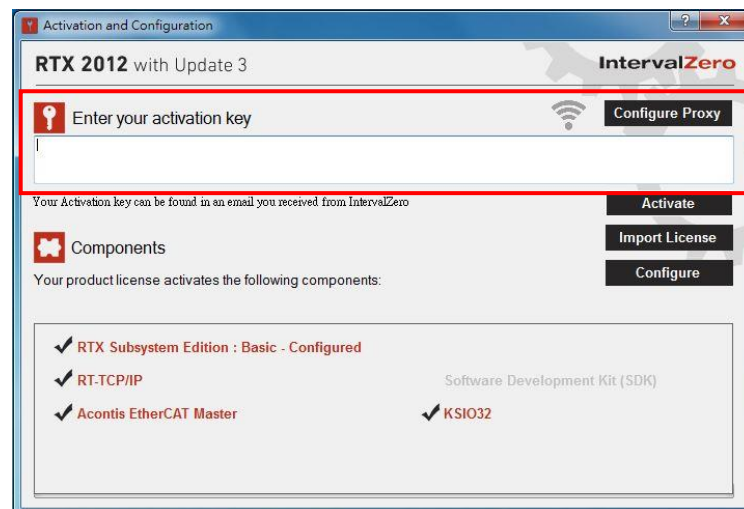 Activation and Configuration
RTX 2012 with Update 3
IntervalZero
Enter your activation key
Configure Proxy
Your Activation key can be found in an email you received from IntervalZero
Activate
Components
Import License
Your product license activates the following components:
Configure
RTX Subsystem Edition : Basic - Configured
RT-TCP/IP
Software Development Kit (SDK)
Acontis EtherCAT Master
KSIO32